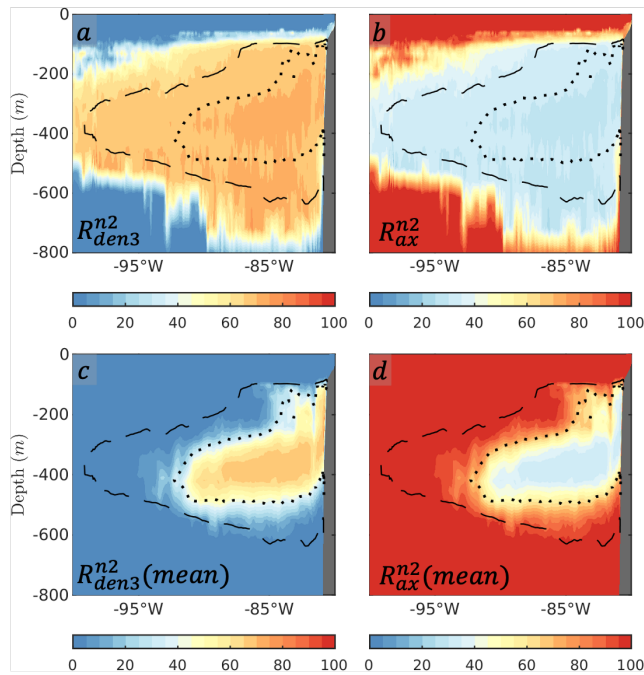 a
b
0
-200
-400
-600
-800
Depth (m)
R^{n2}_{den3}
R^{n2}_{ax}
-95°W -85°W
-95°W -85°W
0 20 40 60 80 100
0 20 40 60 80 100
c
d
0
-200
-400
-600
-800
Depth (m)
R^{n2}_{den3}(mean)
R^{n2}_{ax}(mean)
-95°W -85°W
-95°W -85°W
0 20 40 60 80 100
0 20 40 60 80 100